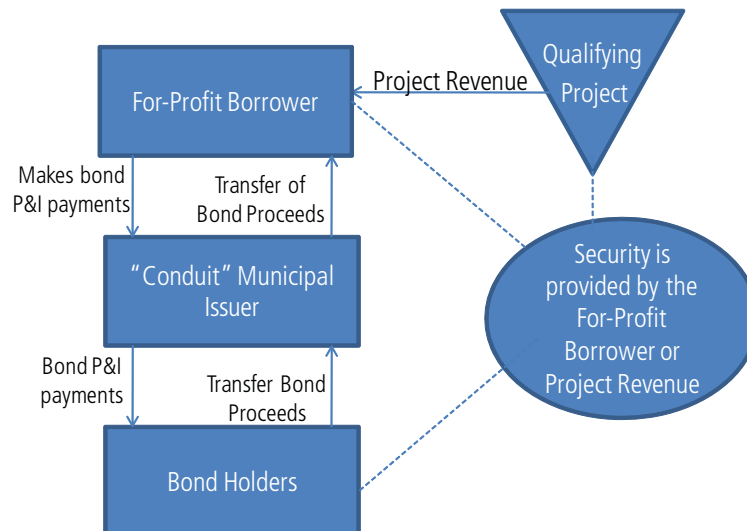 For-Profit Borrower
Project Revenue
Qualifying
Project
Makes bond
P&I payments
Transfer of
Bond Proceeds
“Conduit” Municipal
Issuer
Security is
provided by the
For-Profit
Borrower or
Project Revenue
Bond P&I
payments
Transfer Bond
Proceeds
Bond Holders